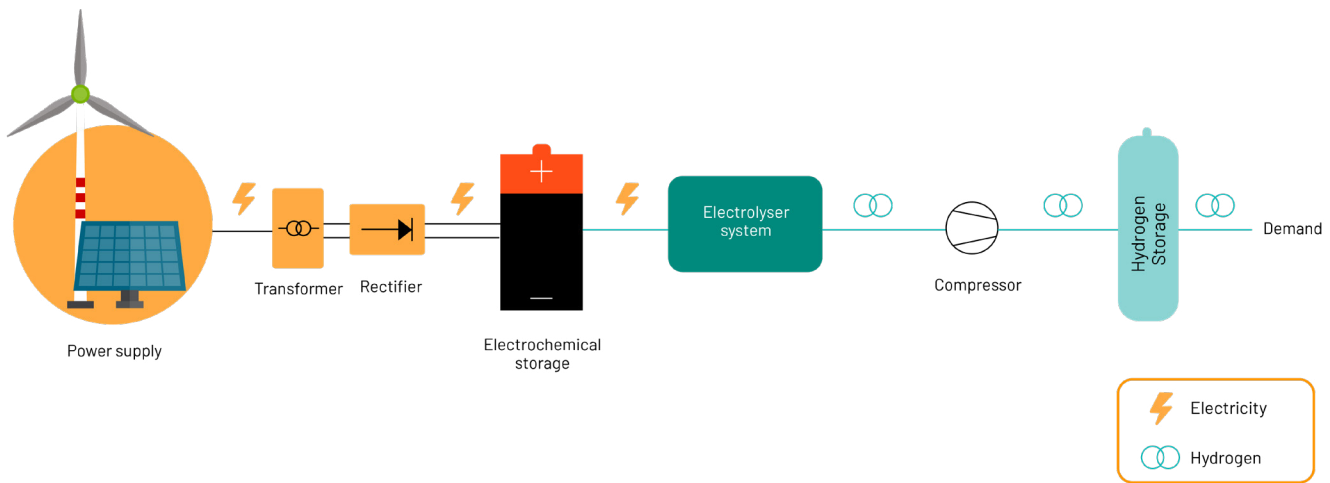 Electrolyser
system
Hydrogen
Storage
Demand
Transformer
Rectifier
Compressor
Power supply
Electrochemical
storage
Electricity
Hydrogen